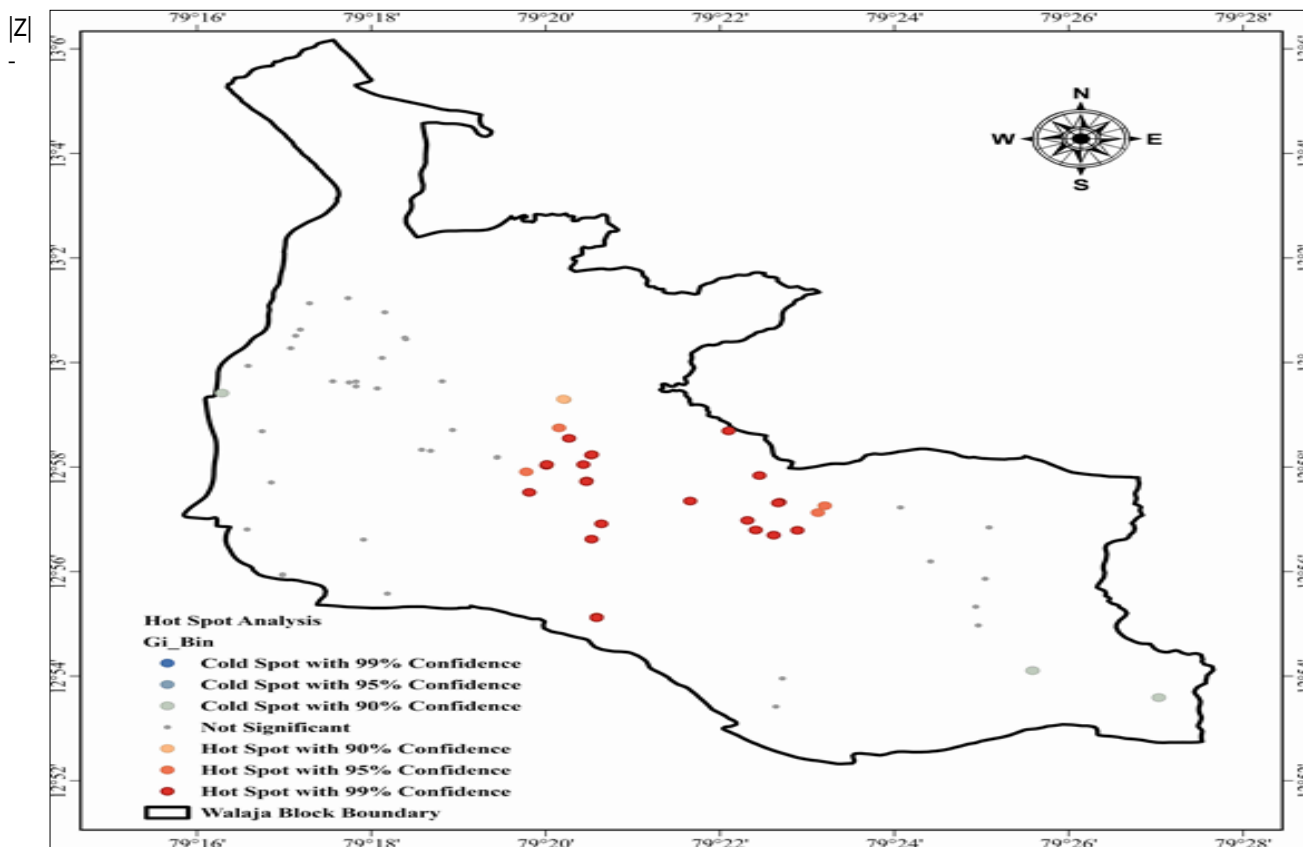 |Z|
-
79°16' 79°18' 79°20' 79°22' 79°24' 79°26' 79°28'
13°6'
13°4'
13°2'
13°
12°58'
12°56'
12°54'
12°52'
N
W E
S
Hot Spot Analysis
Gi_Bin
Cold Spot with 99% Confidence
Cold Spot with 95% Confidence
Cold Spot with 90% Confidence
Not Significant
Hot Spot with 90% Confidence
Hot Spot with 95% Confidence
Hot Spot with 99% Confidence
Walaja Block Boundary
79°16' 79°18' 79°20' 79°22' 79°24' 79°26' 79°28'